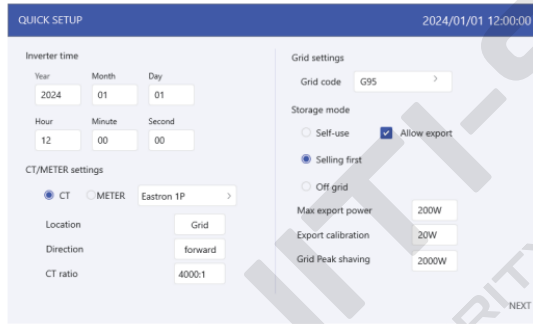 QUICK SETUP
2024/01/01 12:00:00
Inverter time
Year Month Day
2024 01 01
Hour Minute Second
12 00 00
CT/METER settings
CT METER Eastron 1P >
Location Grid
Direction forward
CT ratio 4000:1
Grid settings
Grid code G95 >
Storage mode
Self-use Allow export
Selling first
Off grid
Max export power 200W
Export calibration 20W
Grid Peak shaving 2000W
NEXT